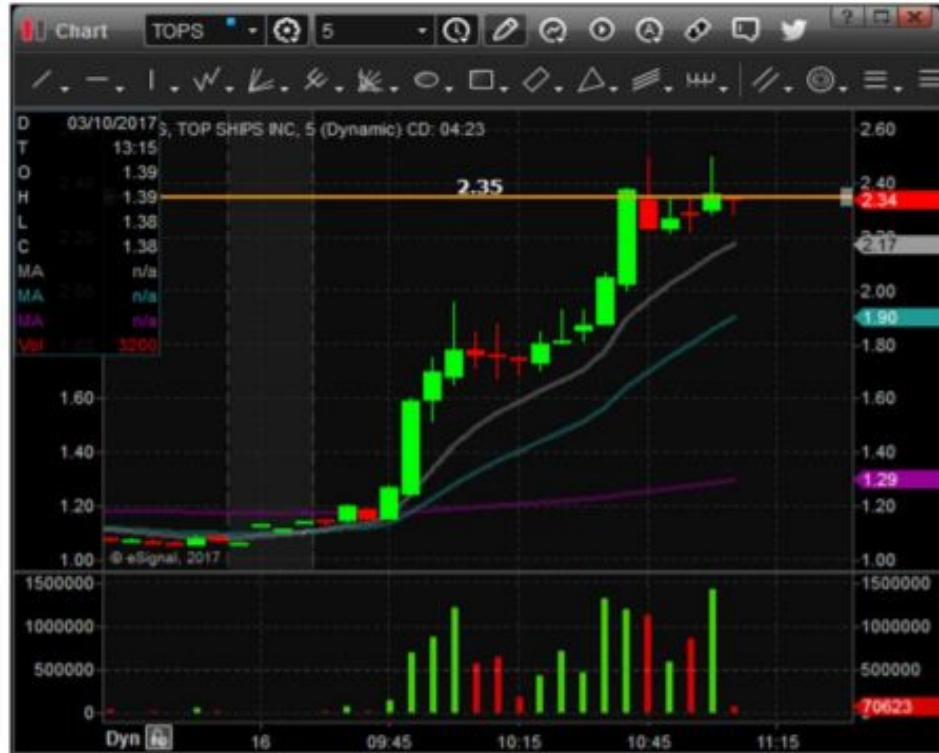 Chart TOPS 5
D 03/10/2017 S, TOP SHIPS INC, 5 (Dynamic) CD: 04:23
T 13:15
O 1.39
H 1.39
L 1.38
C 1.38
MA n/a
MA n/a
MA n/a
Vol 3200
2.35
2.60
2.40
2.34
2.17
2.00
1.90
1.80
1.60 1.60
1.40 1.40
1.29
1.20 1.20
1.00 1.00
© eSignal, 2017
1500000 1500000
1000000 1000000
500000 500000
0
70623
Dyn 16 09:45 10:15 10:45 11:15